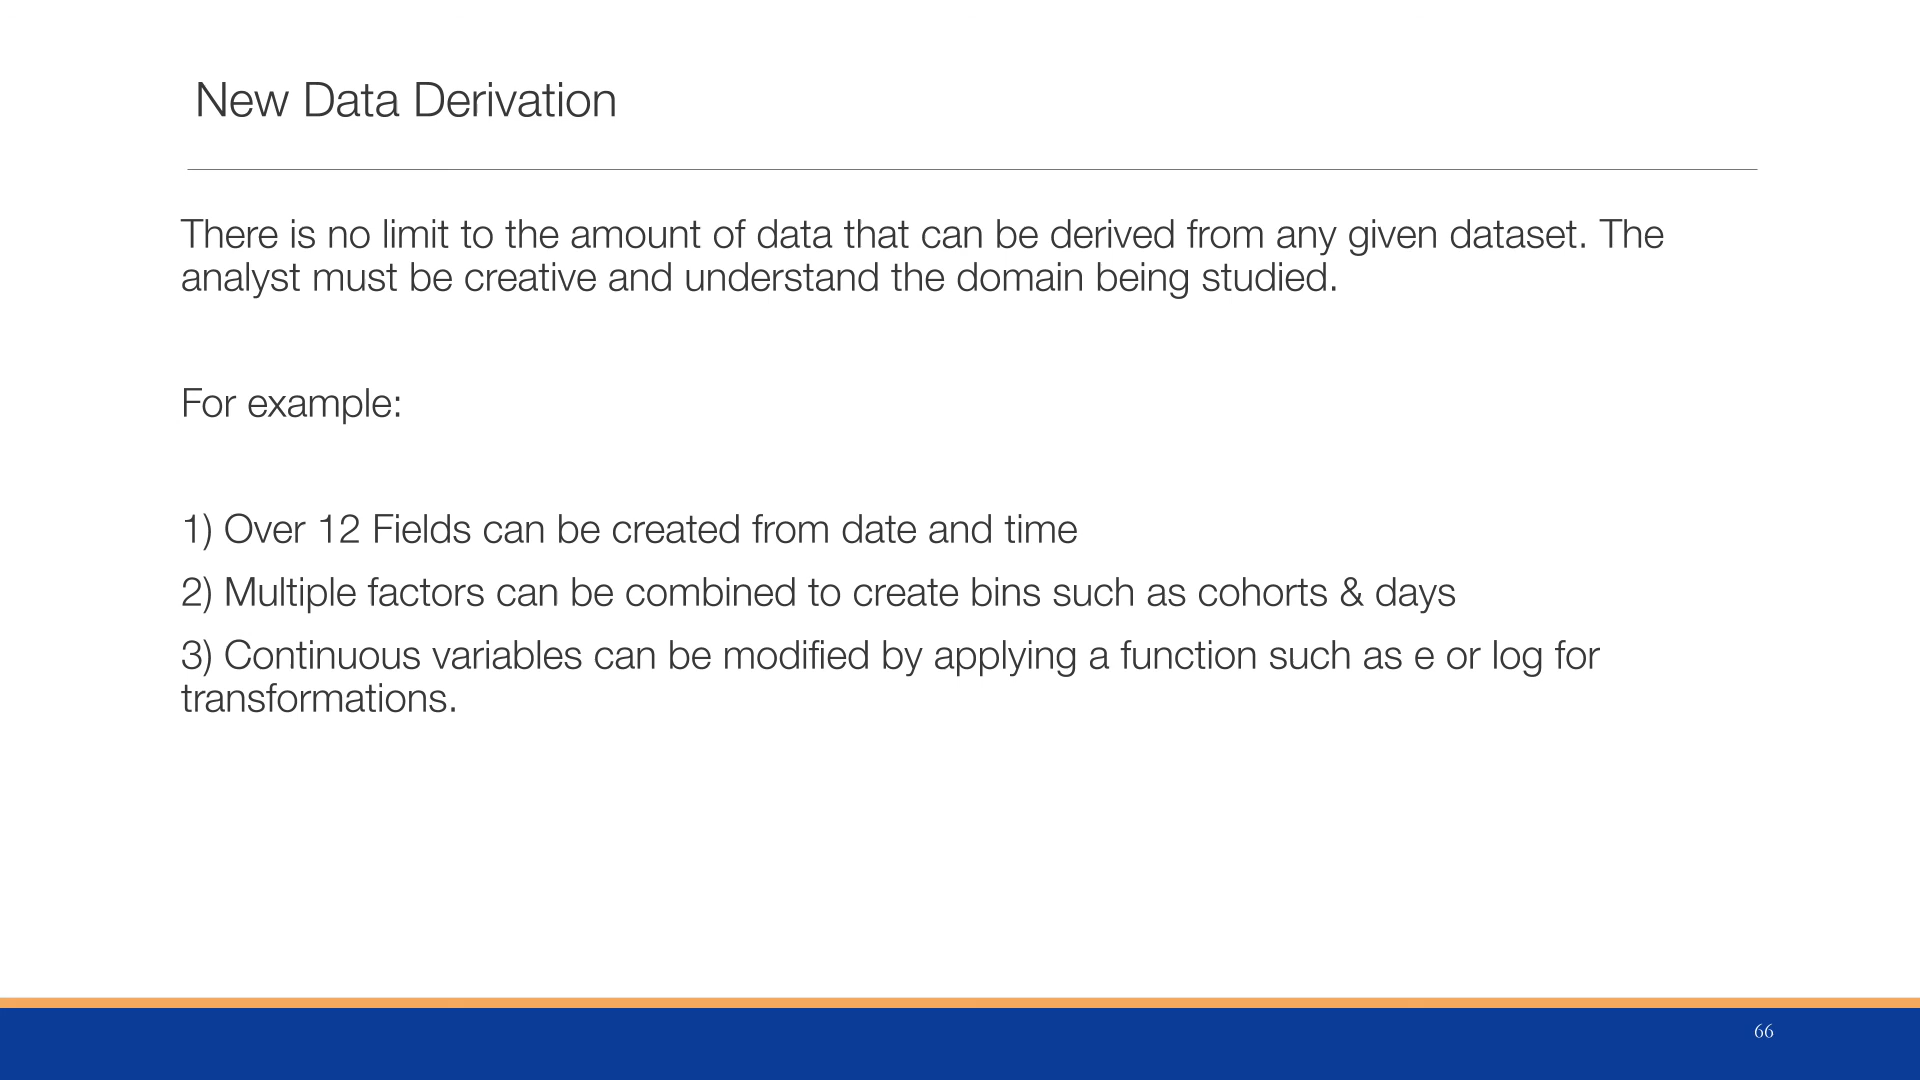 New Data Derivation
There is no limit to the amount of data that can be derived from any given dataset. The
analyst must be creative and understand the domain being studied.
For example:
1) Over 12 Fields can be created from date and time
2) Multiple factors can be combined to create bins such as cohorts & days
3) Continuous variables can be modified by applying a function such as e or log for
transformations.
66